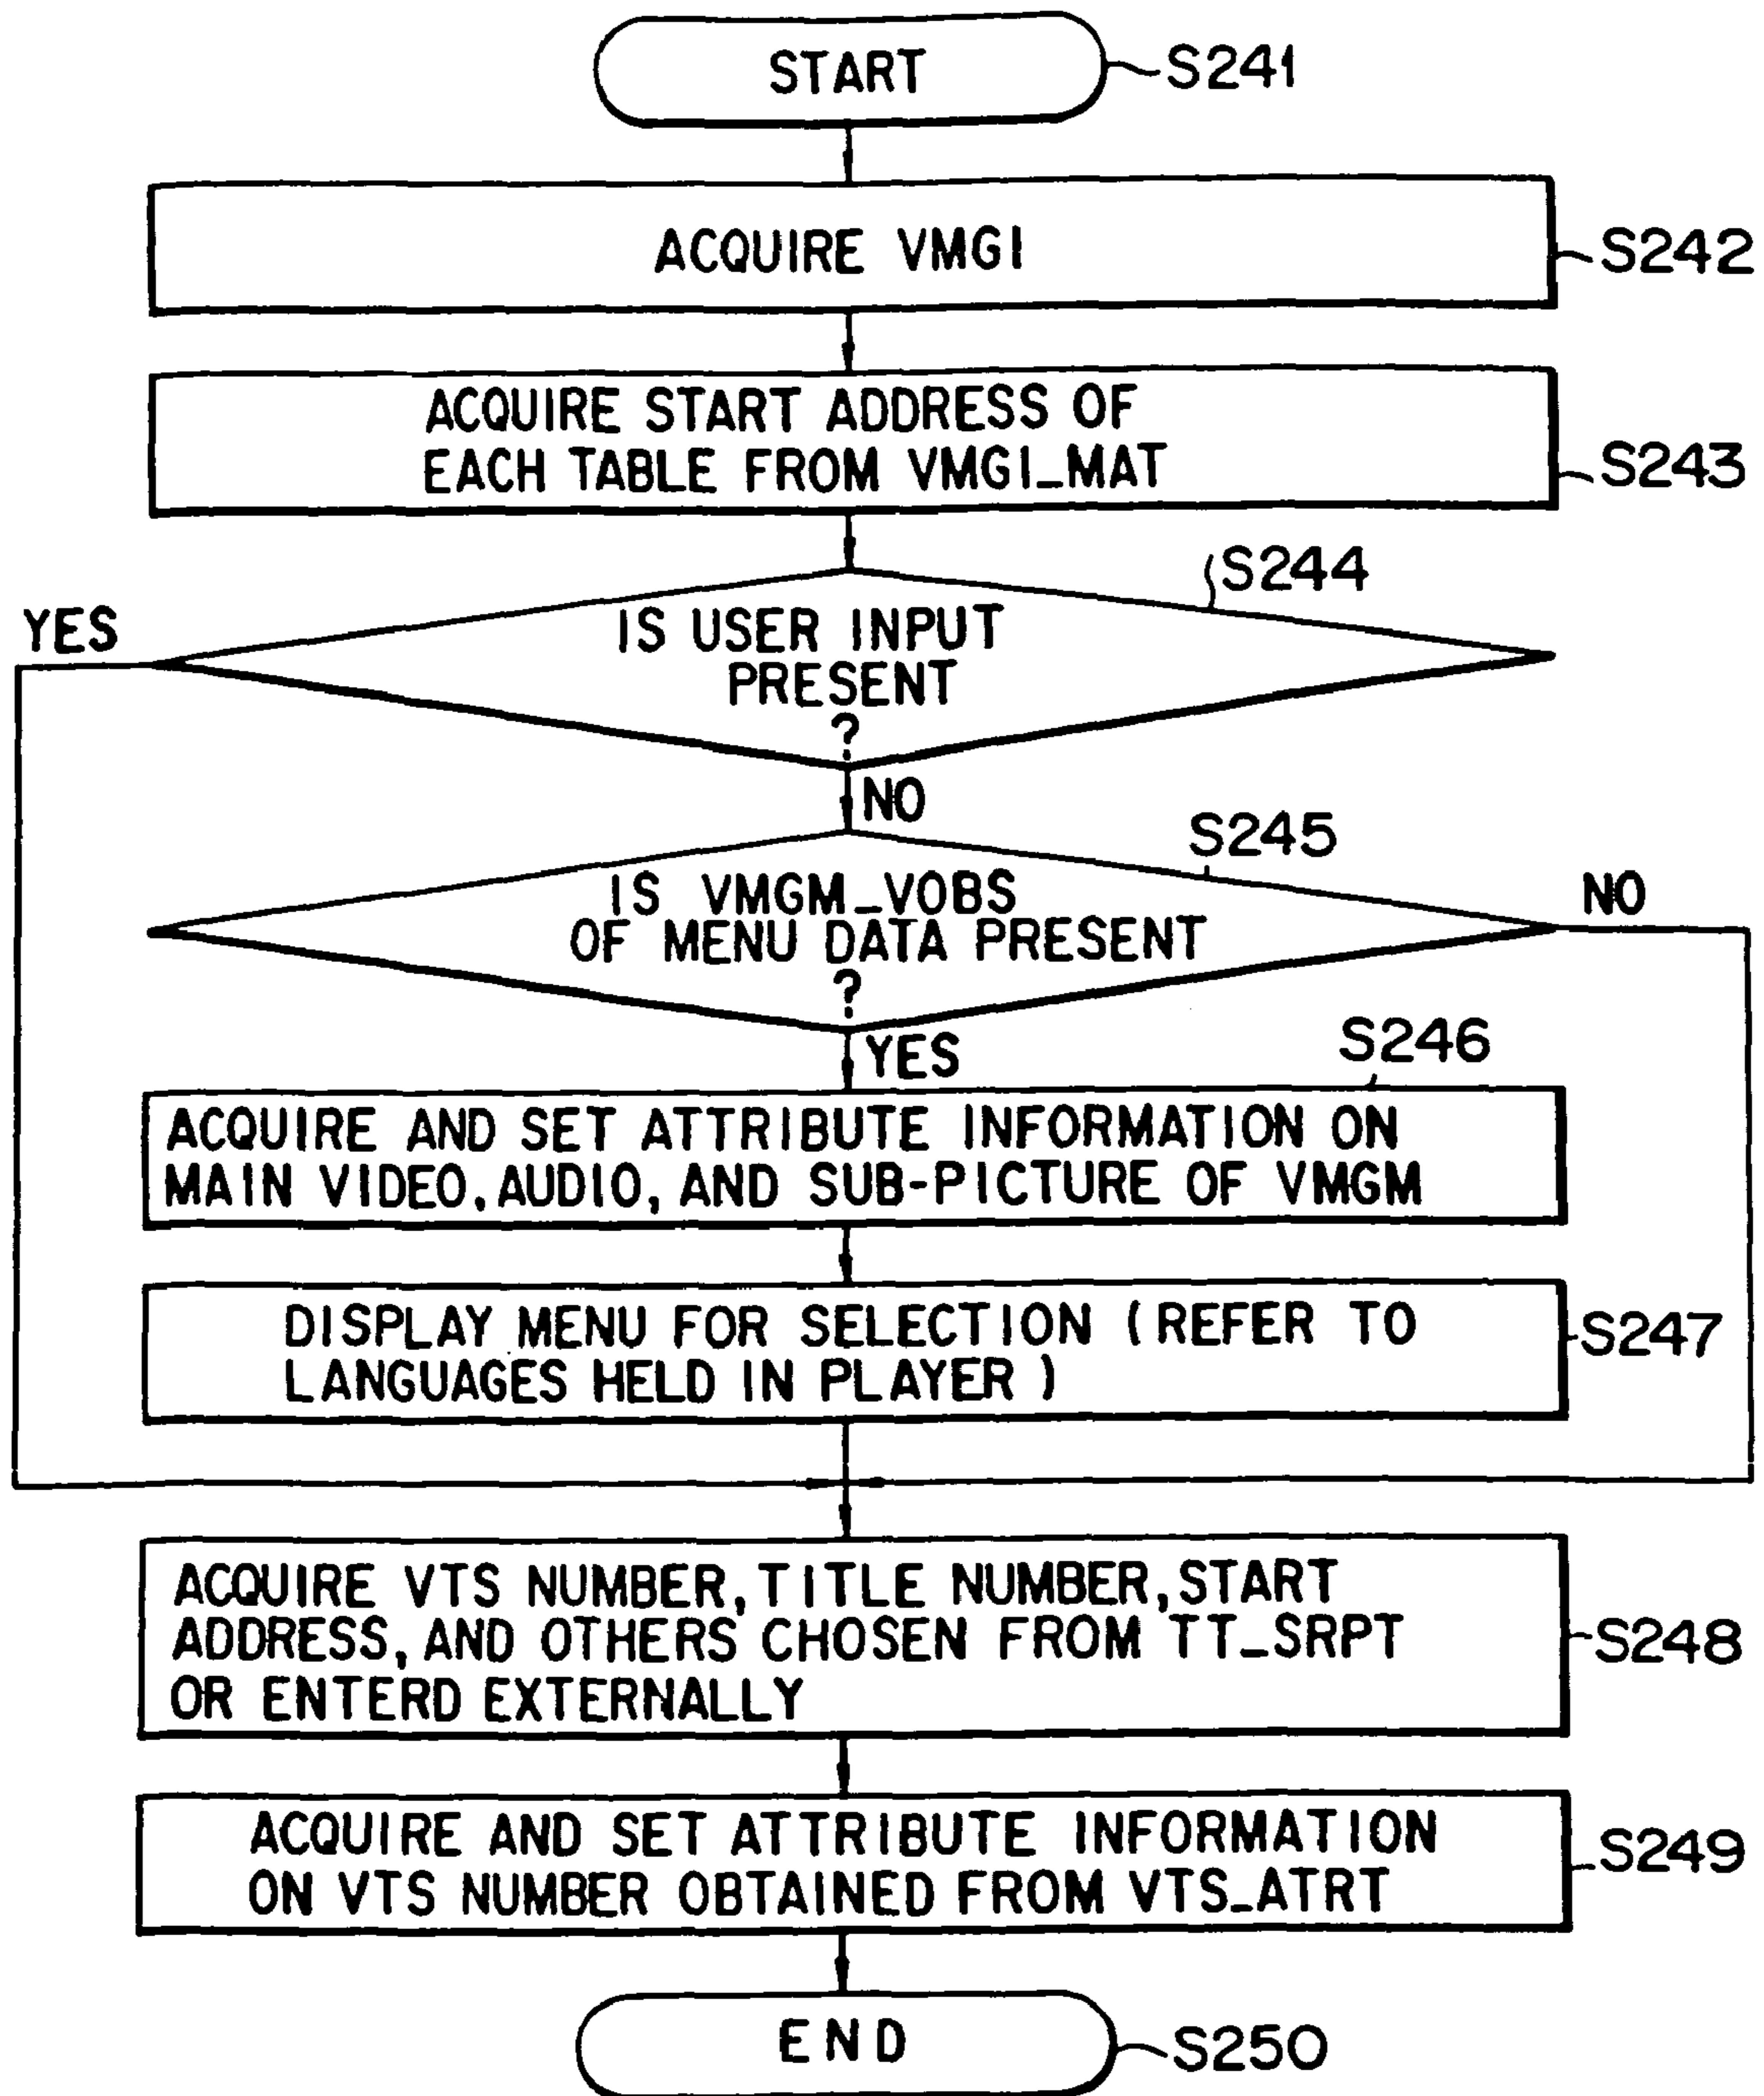 START
S241
ACQUIRE VMGI
S242
ACQUIRE START ADDRESS OF
EACH TABLE FROM VMGI_MAT
S243
S244
YES
IS USER INPUT
PRESENT
?
NO
S245
IS VMGM_VOBS
OF MENU DATA PRESENT
?
NO
YES
S246
ACQUIRE AND SET ATTRIBUTE INFORMATION ON
MAIN VIDEO, AUDIO, AND SUB-PICTURE OF VMGM
DISPLAY MENU FOR SELECTION (REFER TO
LANGUAGES HELD IN PLAYER)
S247
ACQUIRE VTS NUMBER, TITLE NUMBER, START
ADDRESS, AND OTHERS CHOSEN FROM TT_SRPT
OR ENTERD EXTERNALLY
S248
ACQUIRE AND SET ATTRIBUTE INFORMATION
ON VTS NUMBER OBTAINED FROM VTS_ATRT
S249
END
S250